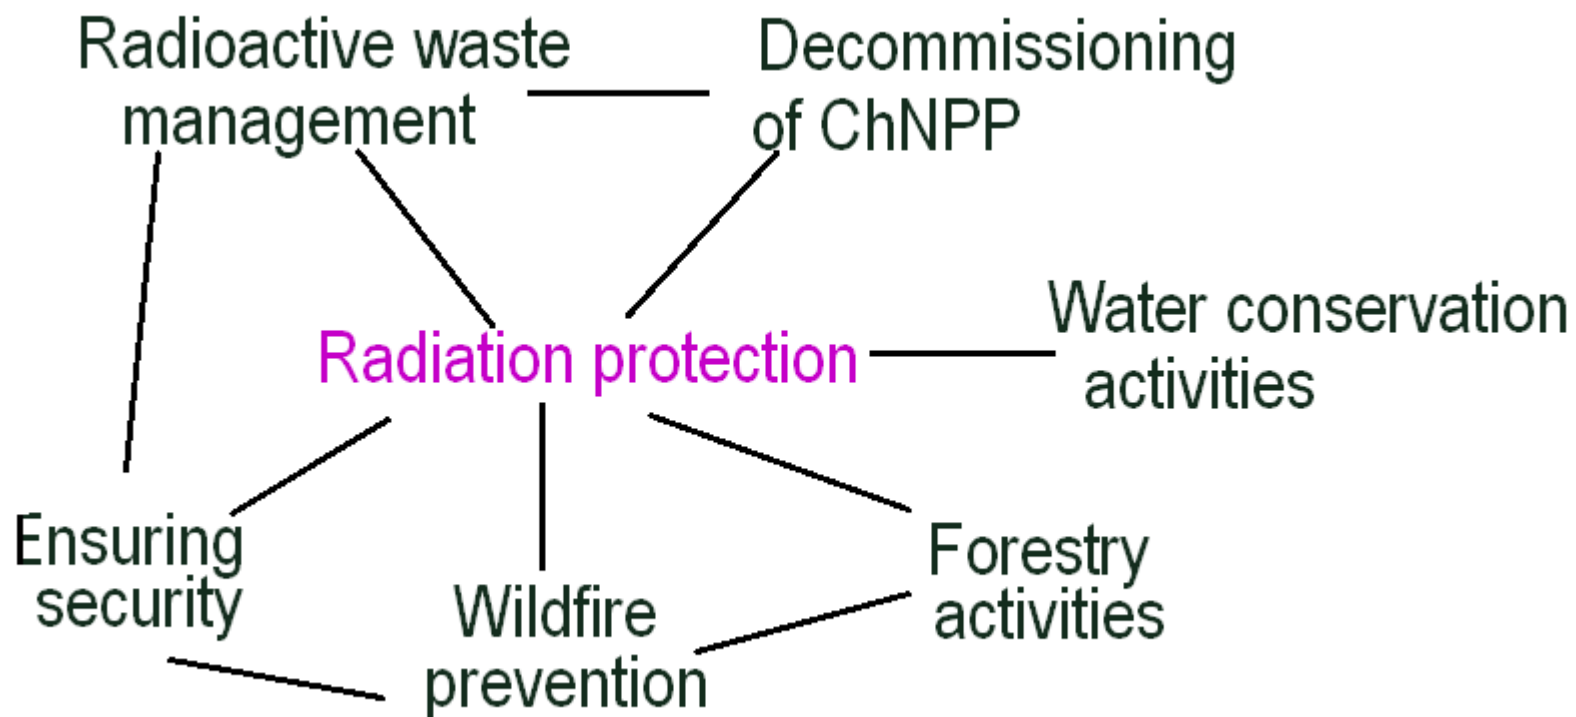 Radioactive waste
management
Decommissioning
of ChNPP
Water conservation
activities
Radiation protection
Ensuring
security
Wildfire
prevention
Forestry
activities